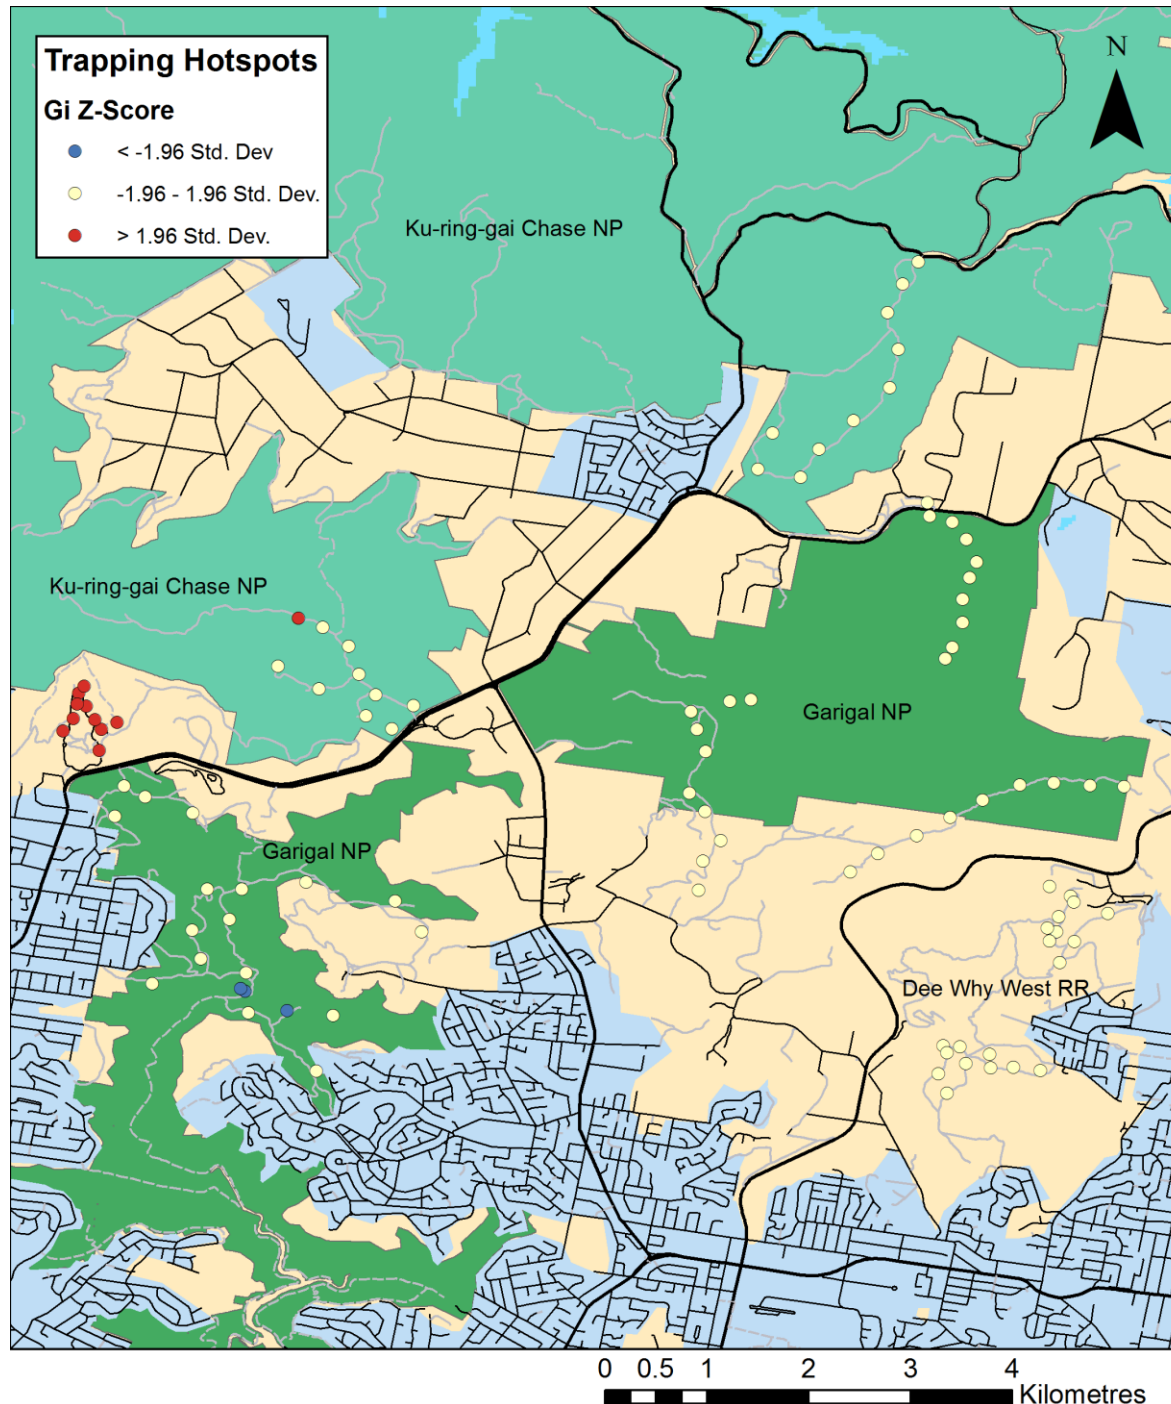 Trapping Hotspots
Gi Z-Score
< -1.96 Std. Dev
-1.96 - 1.96 Std. Dev.
> 1.96 Std. Dev.
N
Ku-ring-gai Chase NP
Ku-ring-gai Chase NP
Garigal NP
Garigal NP
Dee Why West RR
0 0.5 1 2 3 4
Kilometres